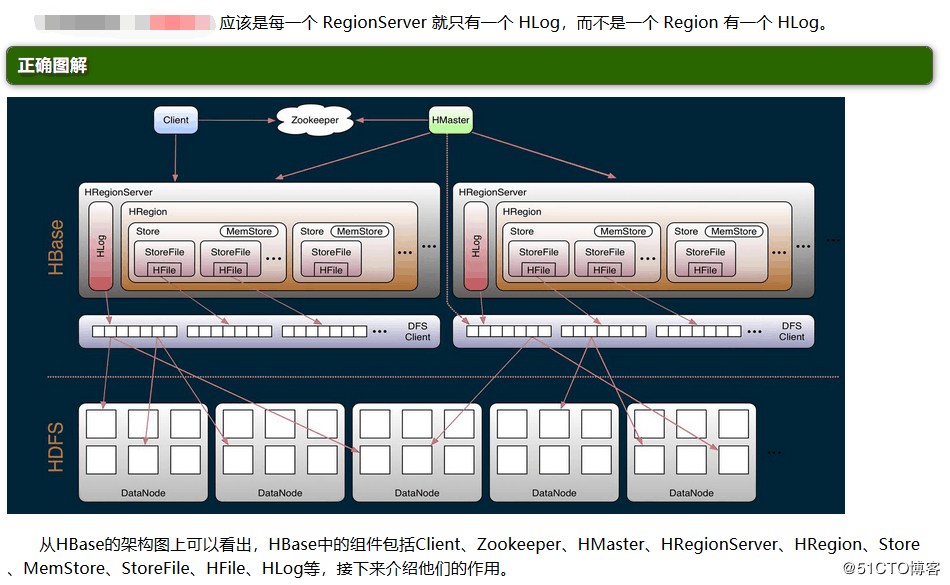 应该是每一个 RegionServer 就只有一个 HLog，而不是一个 Region 有一个 HLog。
正确图解
Client
Zookeeper
HMaster
HBase
HRegionServer
HLog
HRegion
Store
MemStore
StoreFile
HFile
StoreFile
HFile
...
Store
MemStore
StoreFile
HFile
...
...
HRegionServer
HLog
HRegion
Store
MemStore
StoreFile
HFile
StoreFile
HFile
...
Store
MemStore
StoreFile
HFile
...
...
...
...
DFS
Client
...
DFS
Client
HDFS
DataNode
DataNode
DataNode
DataNode
DataNode
...
从HBase的架构图上可以看出，HBase中的组件包括Client、Zookeeper、HMaster、HRegionServer、HRegion、Store
、MemStore、StoreFile、HFile、HLog等，接下来介绍他们的作用。
@51CTO博客